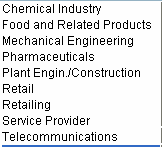 Chemical Industry
Food and Related Products
Mechanical Engineering
Pharmaceuticals
Plant Engin./Construction
Retail
Retailing
Service Provider
Telecommunications